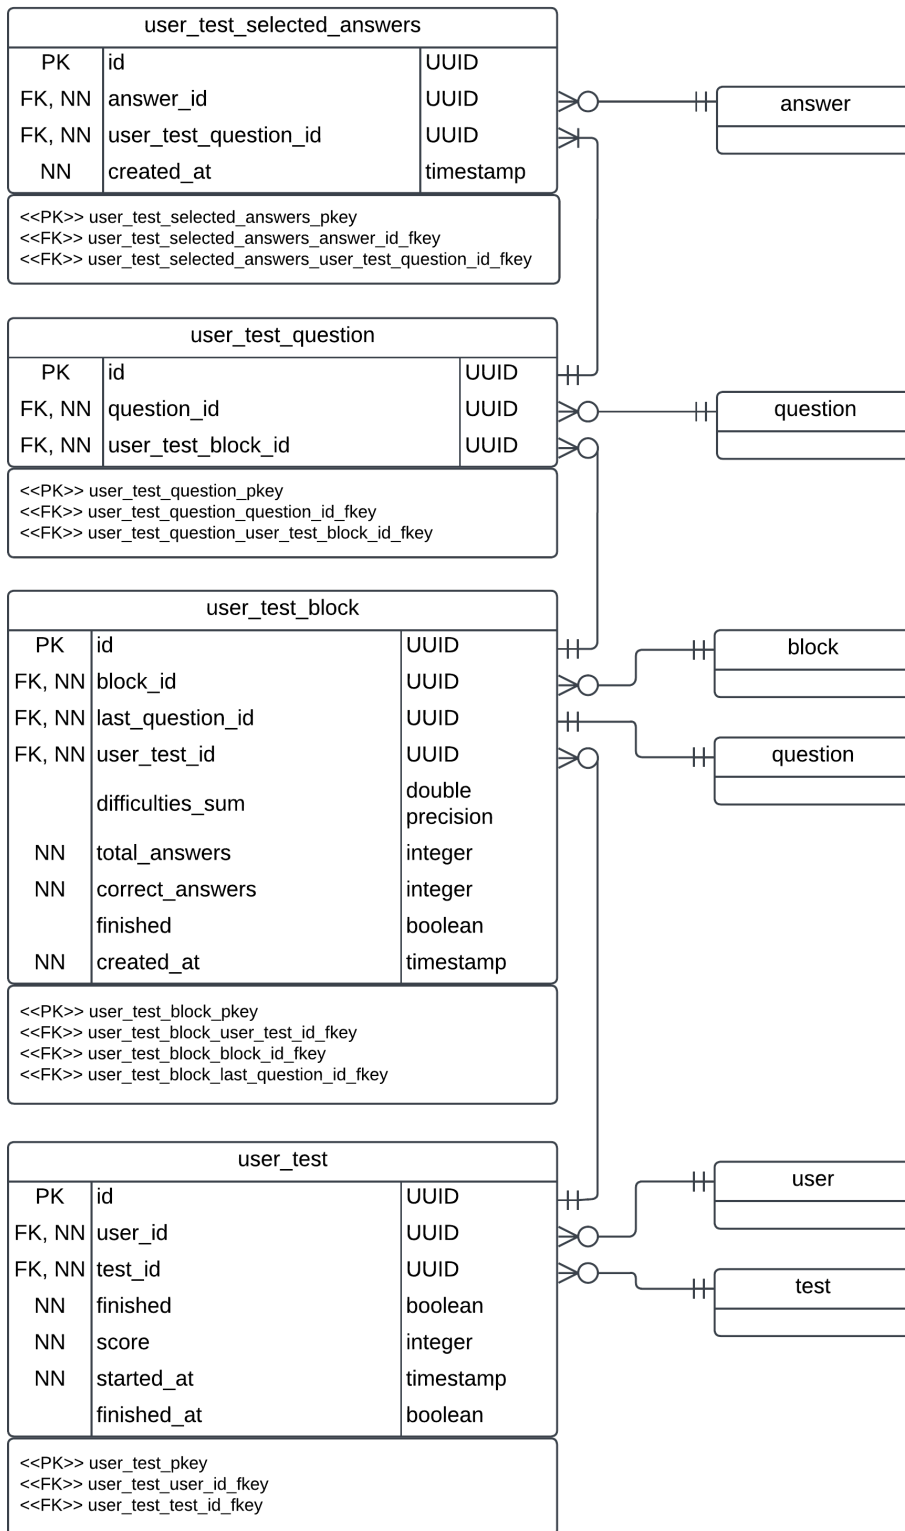 user_test_selected_answers
PK id UUID
FK, NN answer_id UUID
answer
FK, NN user_test_question_id UUID
NN created_at timestamp
<<PK>> user_test_selected_answers_pkey
<<FK>> user_test_selected_answers_answer_id_fkey
<<FK>> user_test_selected_answers_user_test_question_id_fkey
user_test_question
PK id UUID
FK, NN question_id UUID
question
FK, NN user_test_block_id UUID
<<PK>> user_test_question_pkey
<<FK>> user_test_question_question_id_fkey
<<FK>> user_test_question_user_test_block_id_fkey
user_test_block
PK id UUID
block
FK, NN block_id UUID
FK, NN last_question_id UUID
FK, NN user_test_id UUID
question
difficulties_sum double
precision
NN total_answers integer
NN correct_answers integer
finished boolean
NN created_at timestamp
<<PK>> user_test_block_pkey
<<FK>> user_test_block_user_test_id_fkey
<<FK>> user_test_block_block_id_fkey
<<FK>> user_test_block_last_question_id_fkey
user_test
PK id UUID
user
FK, NN user_id UUID
FK, NN test_id UUID
test
NN finished boolean
NN score integer
NN started_at timestamp
finished_at boolean
<<PK>> user_test_pkey
<<FK>> user_test_user_id_fkey
<<FK>> user_test_test_id_fkey